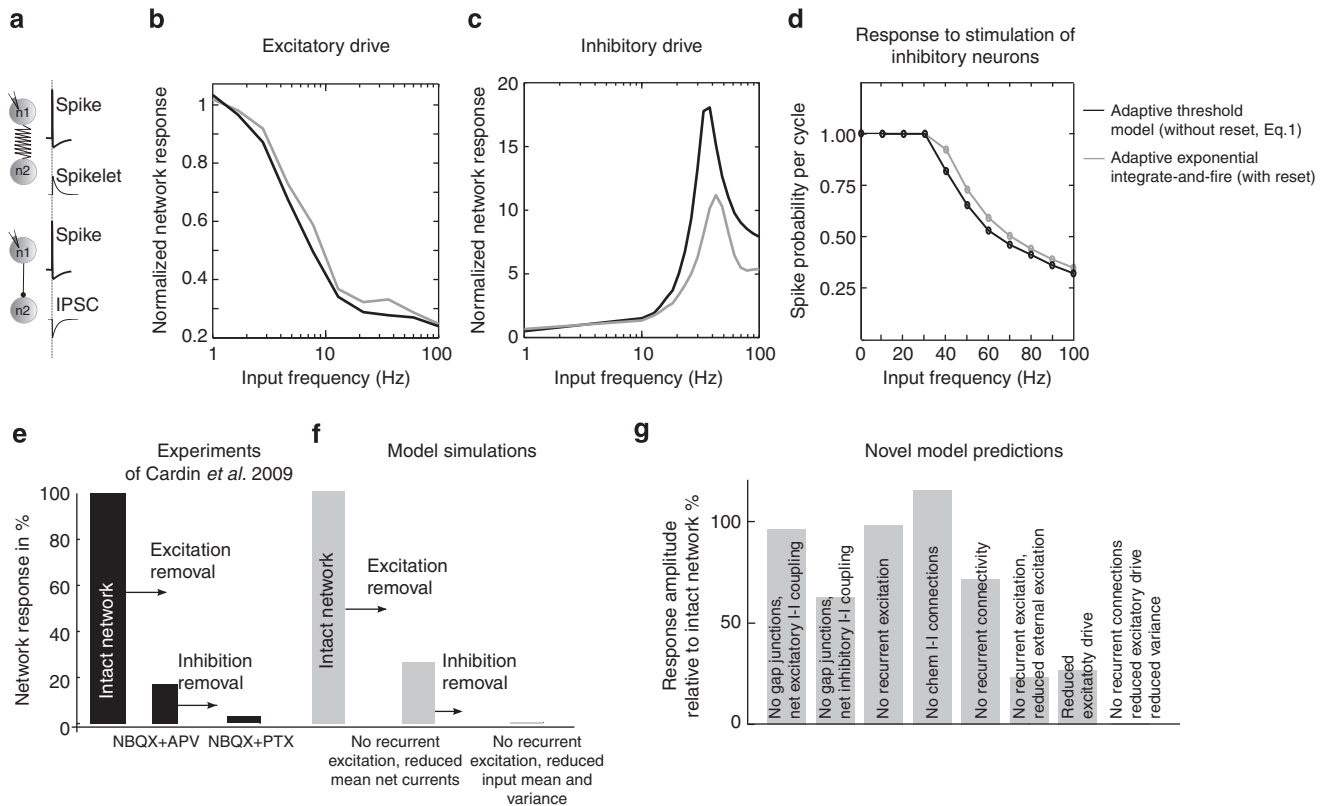 a
n1
Spike
n2
Spikelet
n1
Spike
n2
IPSC
b
Excitatory drive
Normalized network response
1
0.8
0.6
0.4
0.2
1
10
100
Input frequency (Hz)
c
Inhibitory drive
Normalized network response
20
15
10
5
0
1
10
100
Input frequency (Hz)
d
Response to stimulation of
inhibitory neurons
Spike probability per cycle
1.00
0.75
0.50
0.25
0
20
40
60
80
100
Input frequency (Hz)
Adaptive threshold
model (without reset, Eq.1)
Adaptive exponential
integrate-and-fire (with reset)
e
Experiments
of Cardin et al. 2009
Network response in %
100
80
60
40
20
0
Intact network
Excitation
removal
Inhibition
removal
NBQX+APV
NBQX+PTX
f
Model simulations
Intact network
Excitation
removal
Inhibition
removal
No recurrent
excitation, reduced
mean net currents
No recurrent
excitation, reduced
input mean and
variance
g
Novel model predictions
Response amplitude
relative to intact network %
100
50
0
No gap junctions,
net excitatory I-I coupling
No gap junctions,
net inhibitory I-I coupling
No recurrent excitation
No chem I-I connections
No recurrent connectivity
No recurrent excitation,
reduced external excitation
Reduced
excitatoty drive
No recurrent connections
reduced excitatory drive
reduced variance